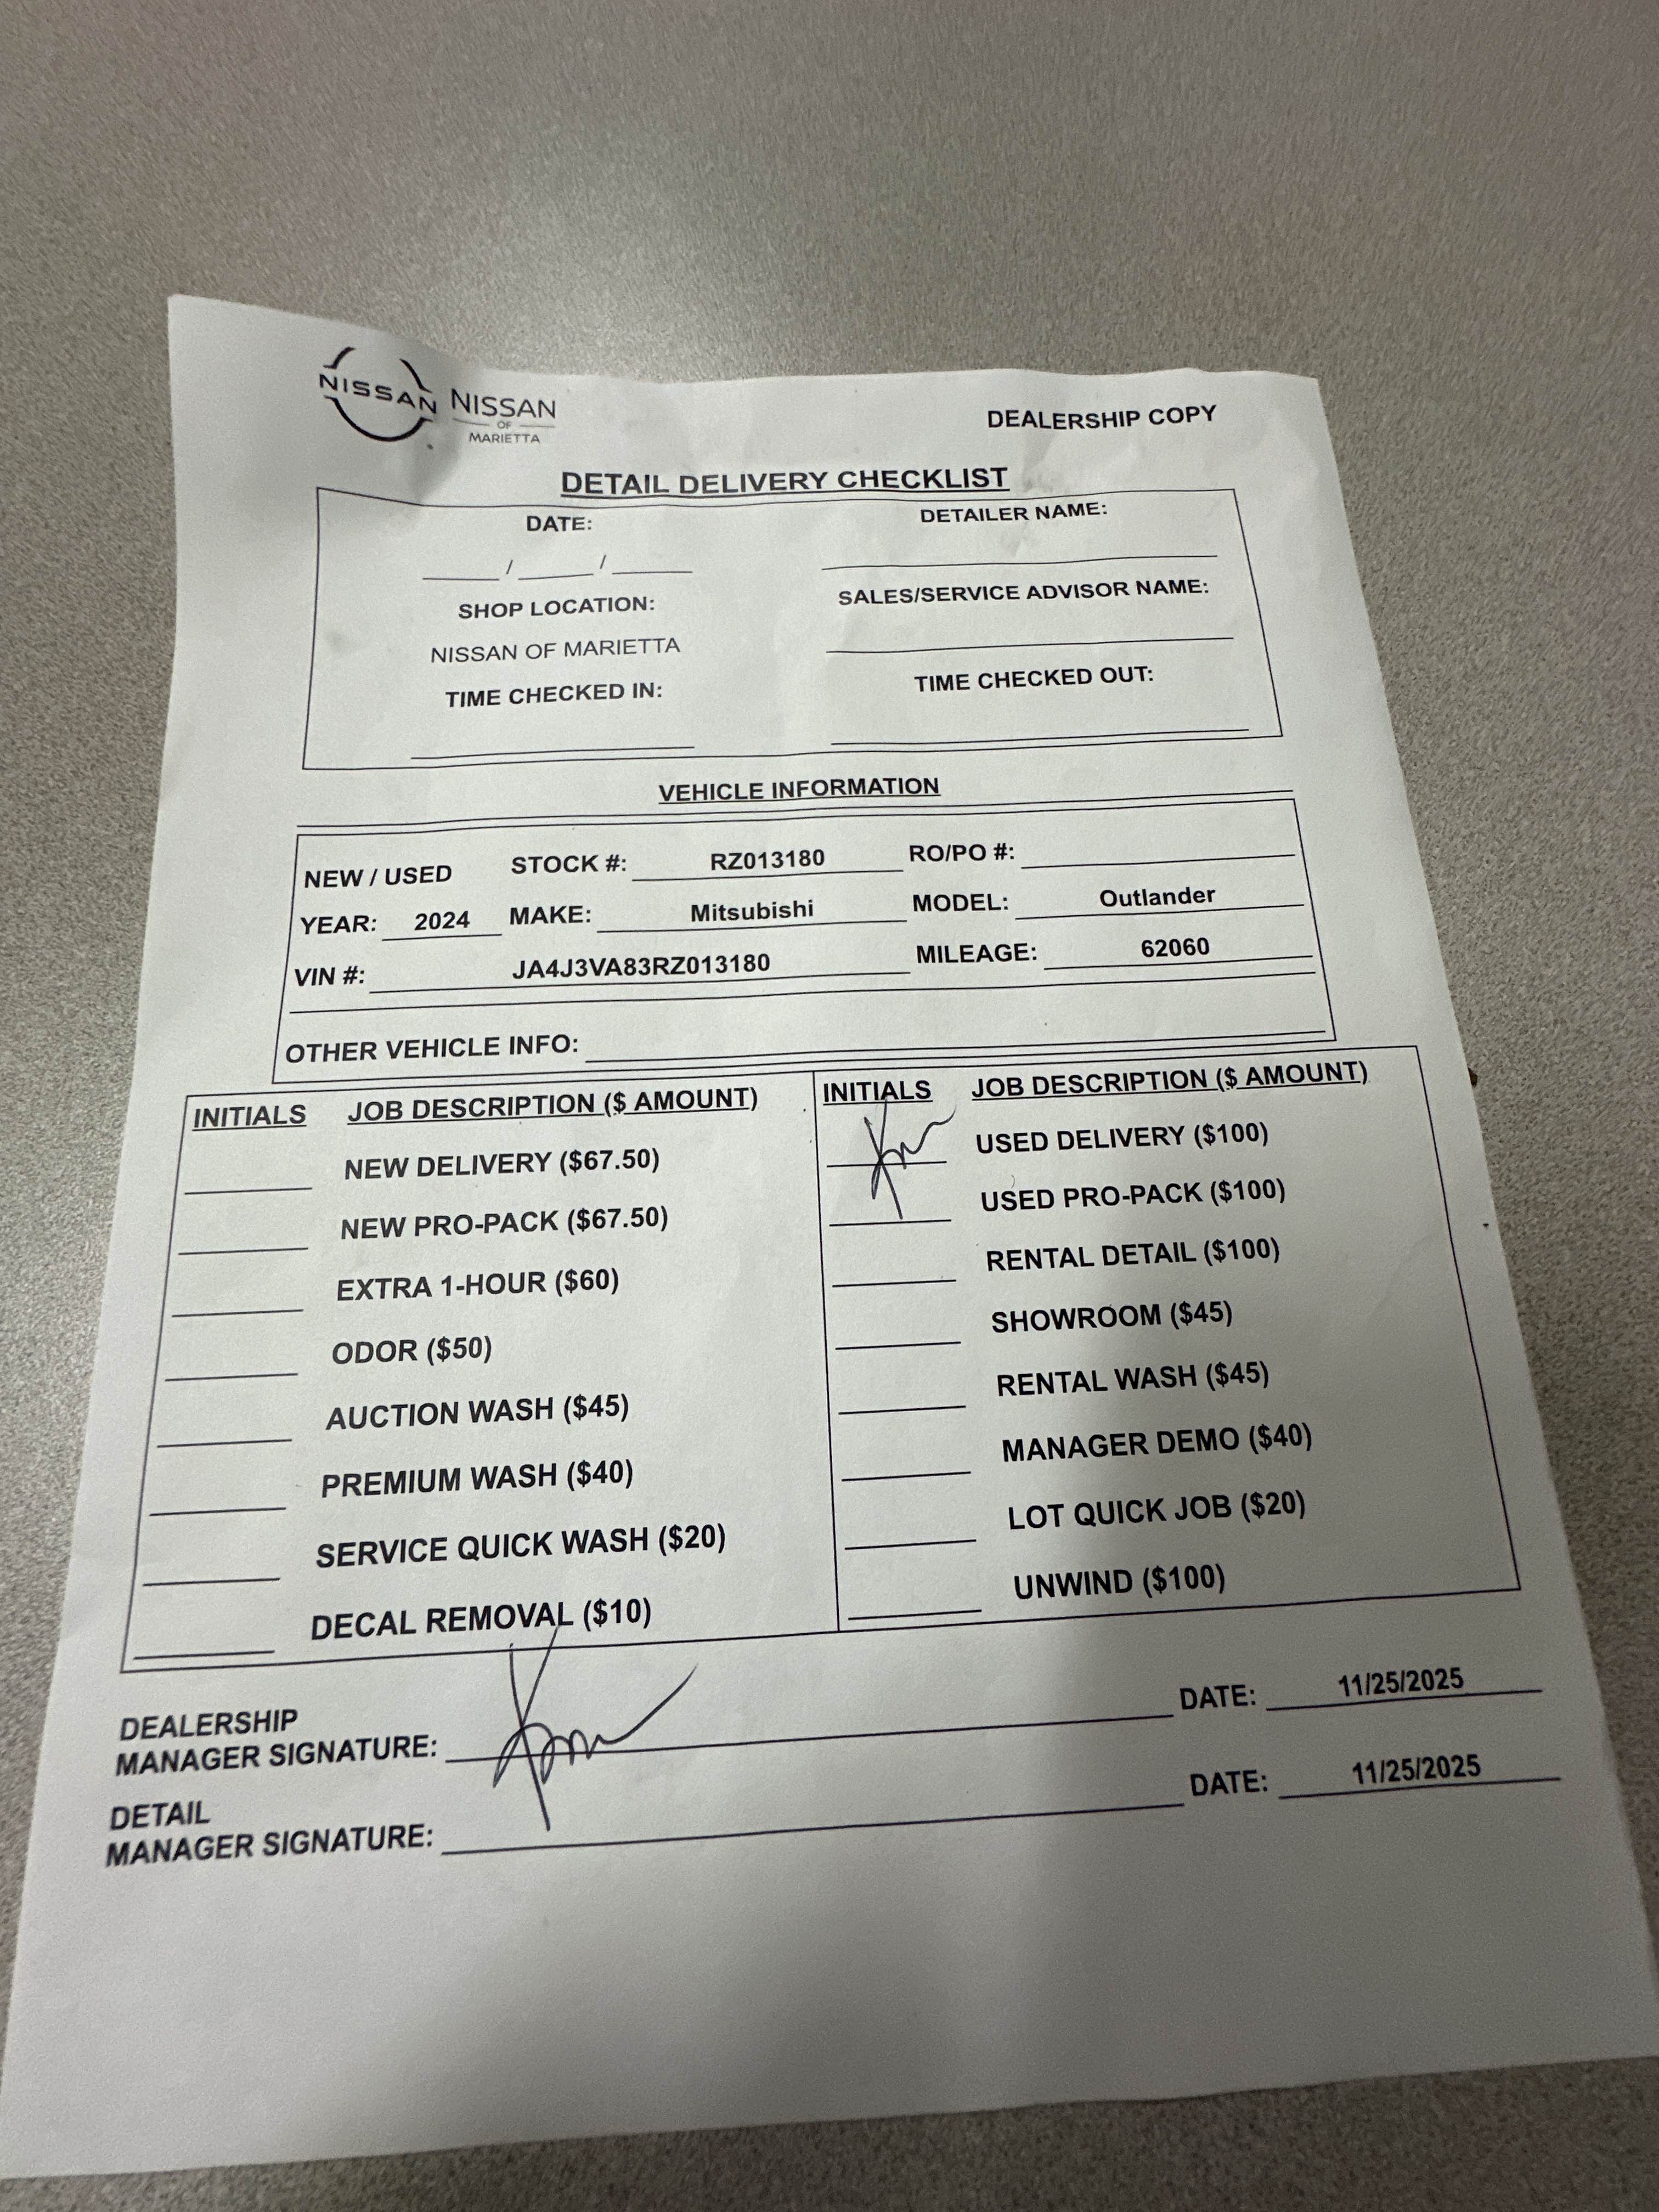 NISSAN NISSAN
OF
MARIETTA
DEALERSHIP COPY
DETAIL DELIVERY CHECKLIST
DATE: DETAILER NAME:
/ /
SHOP LOCATION: SALES/SERVICE ADVISOR NAME:
NISSAN OF MARIETTA
TIME CHECKED IN: TIME CHECKED OUT:
VEHICLE INFORMATION
NEW / USED STOCK #: RZ013180 RO/PO #:
YEAR: 2024 MAKE: Mitsubishi MODEL: Outlander
VIN #: JA4J3VA83RZ013180 MILEAGE: 62060
OTHER VEHICLE INFO:
INITIALS JOB DESCRIPTION ($ AMOUNT) INITIALS JOB DESCRIPTION ($ AMOUNT)
NEW DELIVERY ($67.50) USED DELIVERY ($100)
NEW PRO-PACK ($67.50) USED PRO-PACK ($100)
EXTRA 1-HOUR ($60) RENTAL DETAIL ($100)
ODOR ($50) SHOWROOM ($45)
AUCTION WASH ($45) RENTAL WASH ($45)
PREMIUM WASH ($40) MANAGER DEMO ($40)
SERVICE QUICK WASH ($20) LOT QUICK JOB ($20)
DECAL REMOVAL ($10) UNWIND ($100)
DEALERSHIP
MANAGER SIGNATURE: DATE: 11/25/2025
DETAIL
MANAGER SIGNATURE: DATE: 11/25/2025